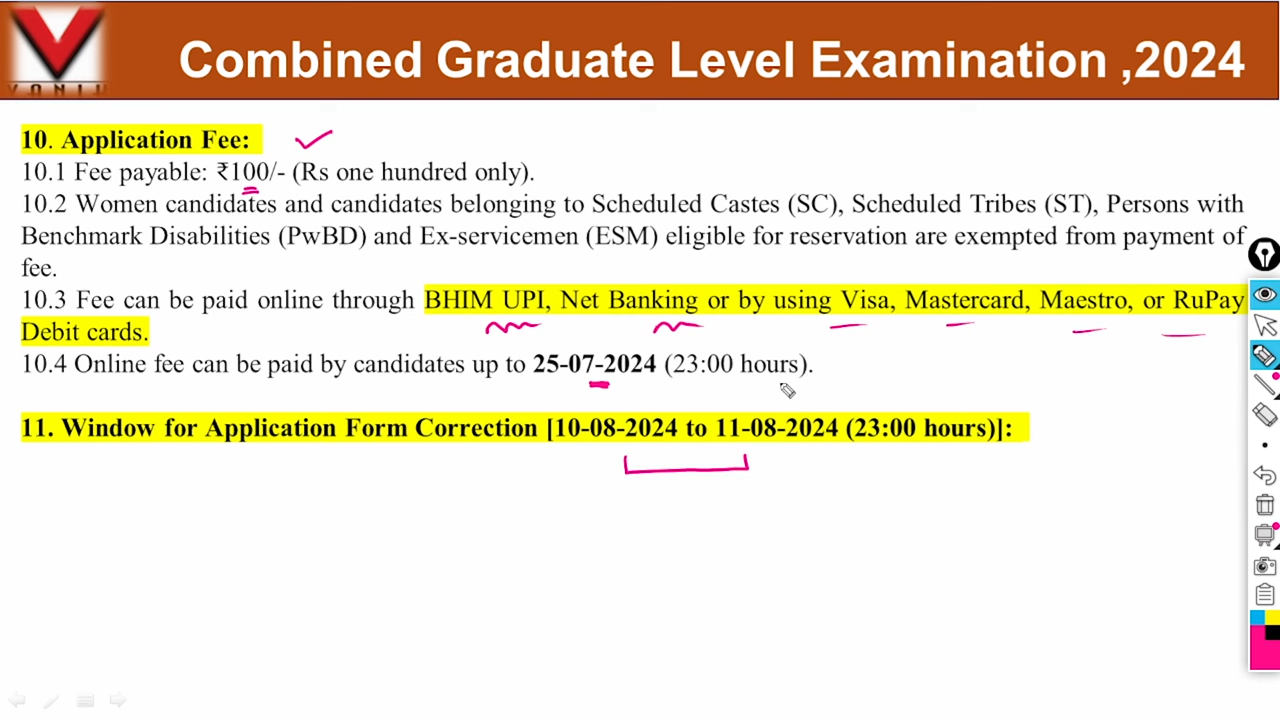 VANIJ
Combined Graduate Level Examination ,2024
10. Application Fee:
10.1 Fee payable: ₹100/- (Rs one hundred only).
10.2 Women candidates and candidates belonging to Scheduled Castes (SC), Scheduled Tribes (ST), Persons with
Benchmark Disabilities (PwBD) and Ex-servicemen (ESM) eligible for reservation are exempted from payment of
fee.
10.3 Fee can be paid online through BHIM UPI, Net Banking or by using Visa, Mastercard, Maestro, or RuPay
Debit cards.
10.4 Online fee can be paid by candidates up to 25-07-2024 (23:00 hours).
11. Window for Application Form Correction [10-08-2024 to 11-08-2024 (23:00 hours)]: